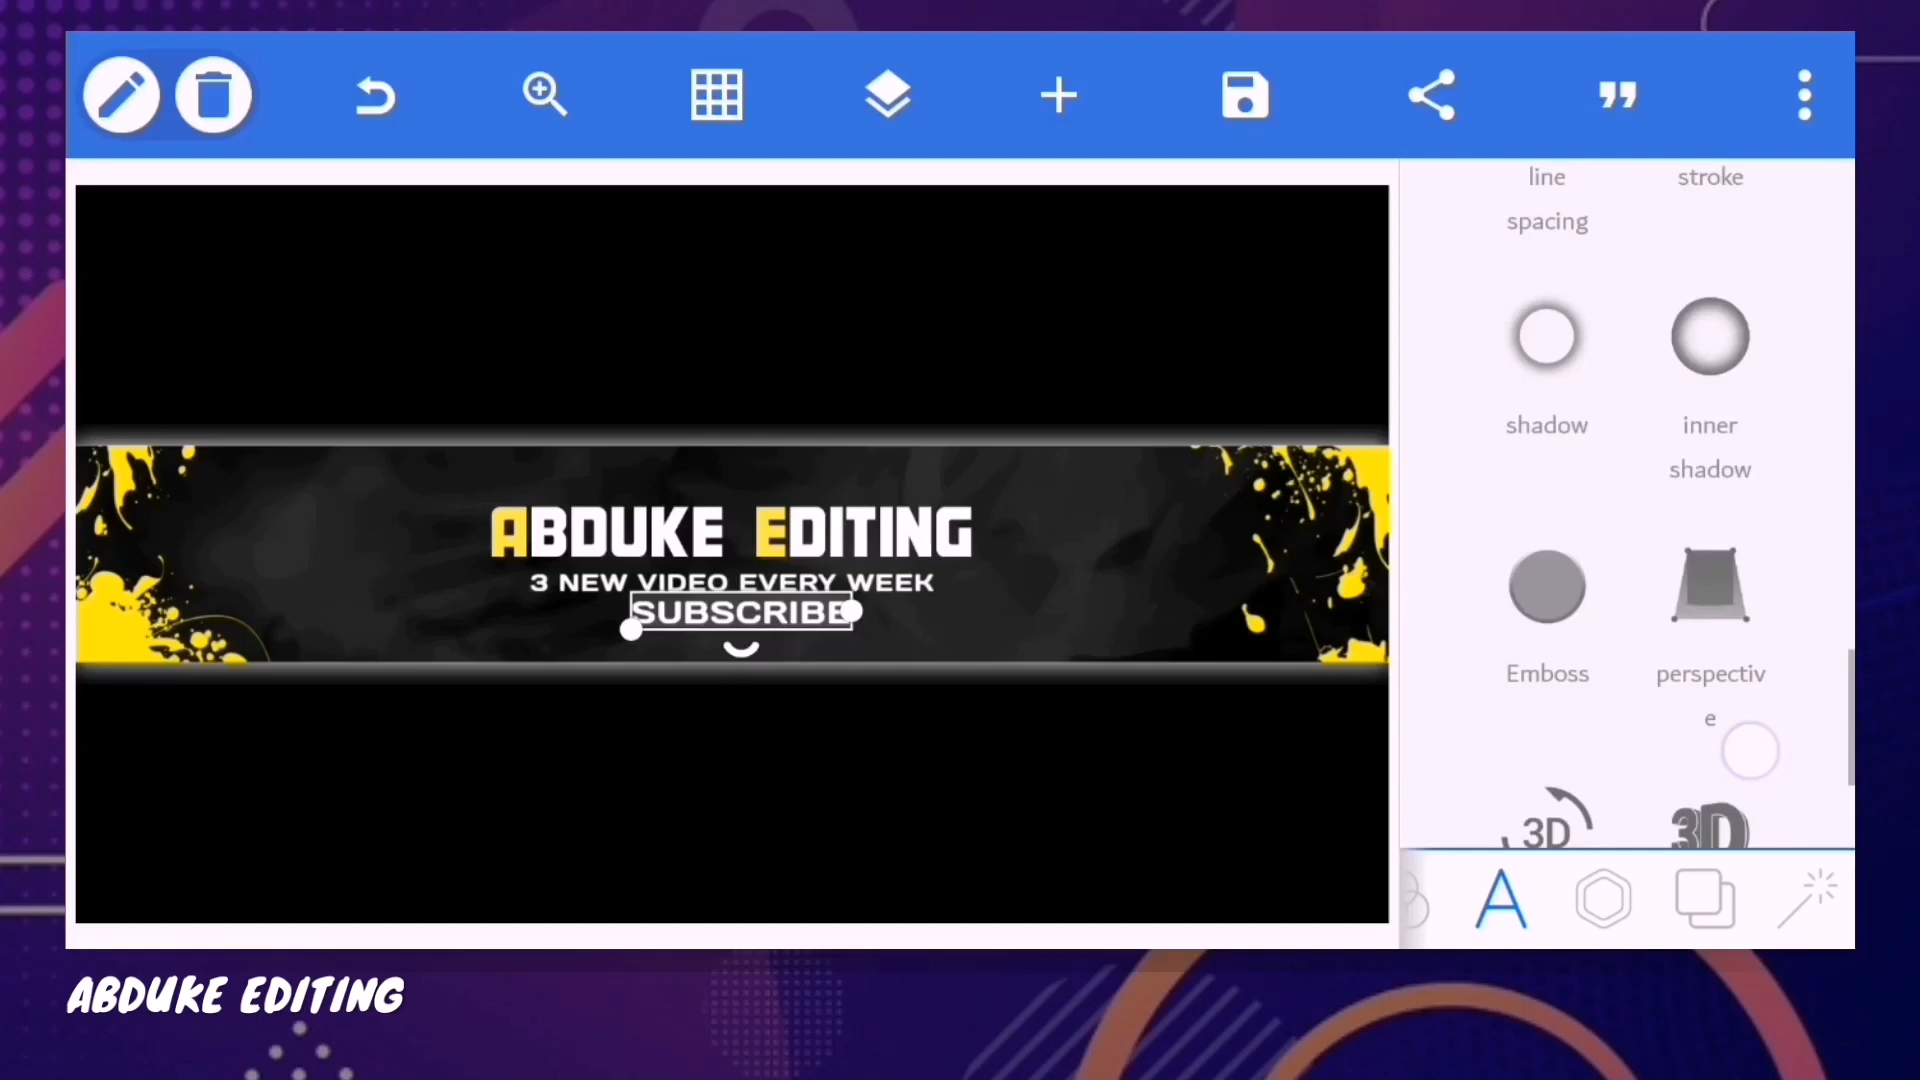 line
spacing
stroke
shadow
inner
shadow
Emboss
perspectiv
e
3D
3D
ABDUKE EDITING
3 NEW VIDEO EVERY WEEK
SUBSCRIBE
A
ABDUKE EDITING